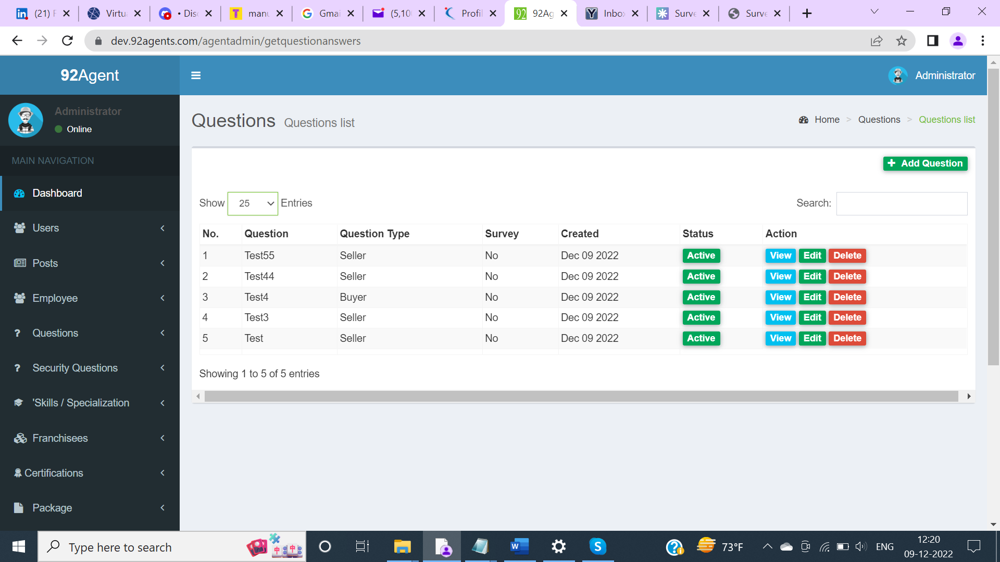 (21) F
Virtu
• Disc
T manu
Gmai
(5,10
Profil
92 92Ag
Y Inbo
Surve
Surve
dev.92agents.com/agentadmin/getquestionanswers
92Agent
Administrator
Administrator
Online
Questions Questions list
Home > Questions > Questions list
MAIN NAVIGATION
Dashboard
Users
Posts
Employee
Questions
Security Questions
'Skills / Specialization
Franchisees
Certifications
Package
+ Add Question
Show 25 Entries
Search:
No. Question Question Type Survey Created Status Action
1 Test55 Seller No Dec 09 2022 Active View Edit Delete
2 Test44 Seller No Dec 09 2022 Active View Edit Delete
3 Test4 Buyer No Dec 09 2022 Active View Edit Delete
4 Test3 Seller No Dec 09 2022 Active View Edit Delete
5 Test Seller No Dec 09 2022 Active View Edit Delete
Showing 1 to 5 of 5 entries
Type here to search
73°F
ENG
12:20
09-12-2022